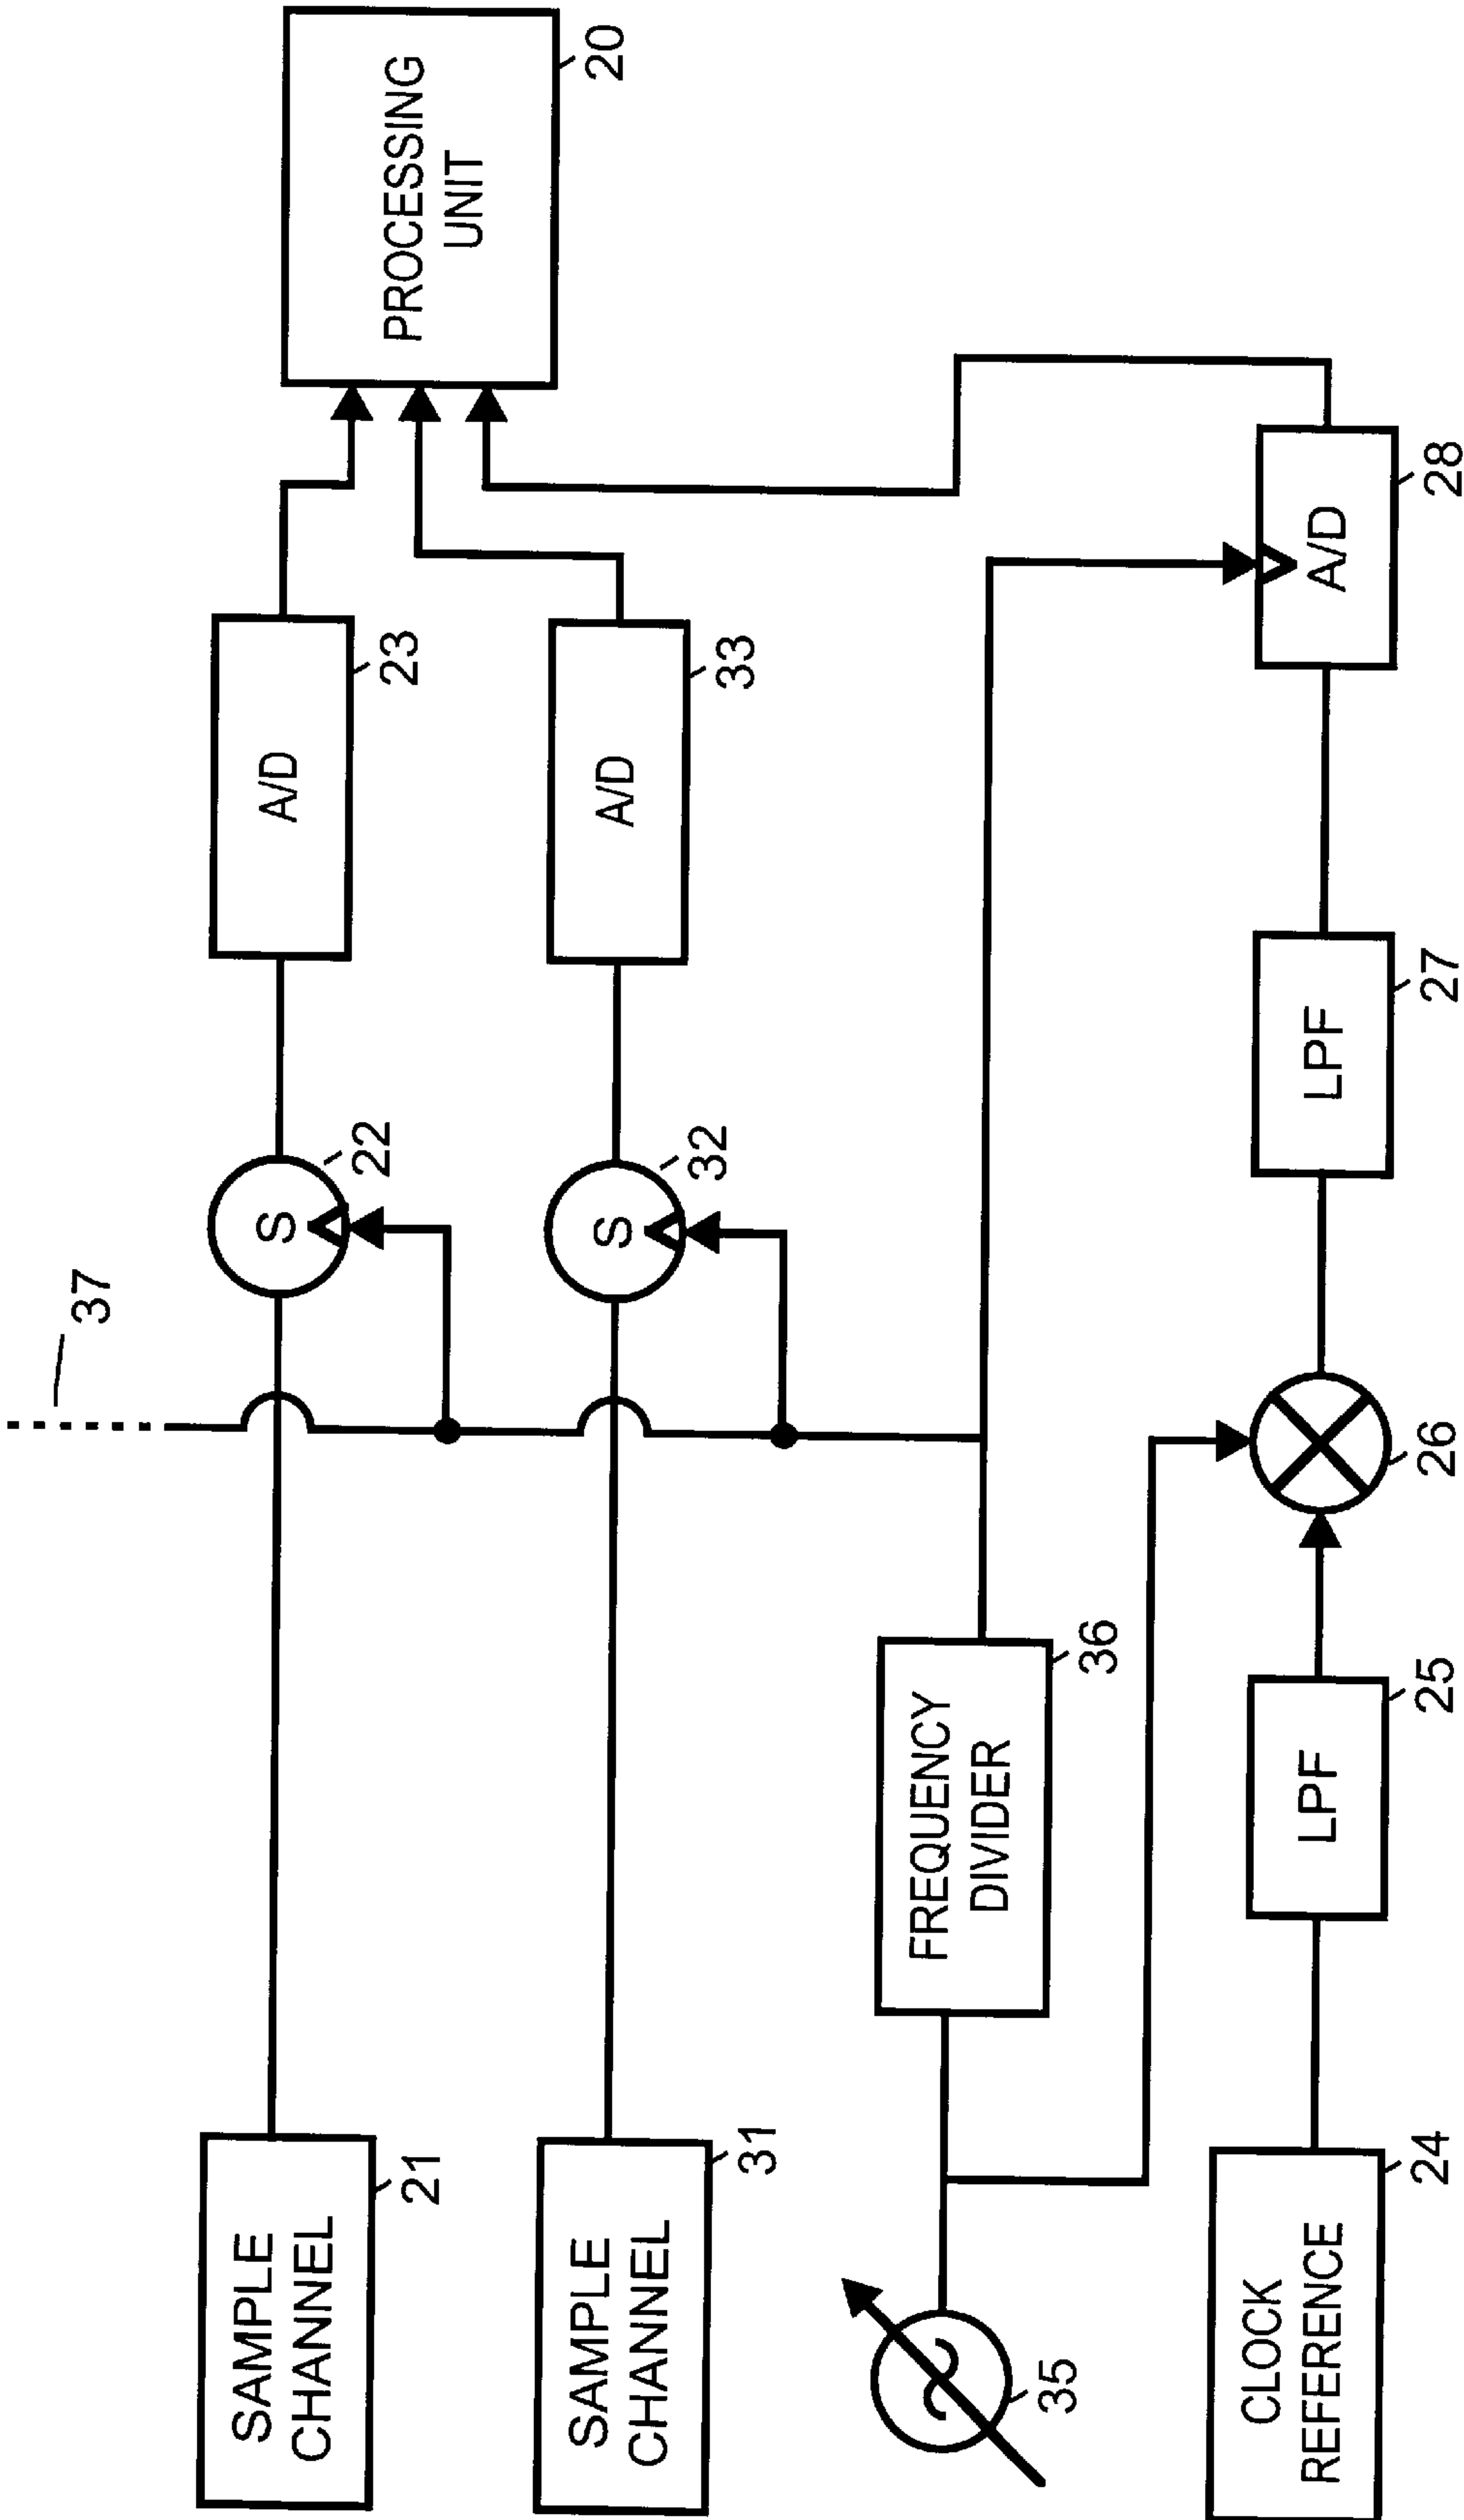 37
SAMPLE
CHANNEL
21
S
22
A/D
23
PROCESSING
UNIT
20
SAMPLE
CHANNEL
31
S
32
A/D
33
35
FREQUENCY
DIVIDER
36
CLOCK
REFERENCE
24
LPF
25
26
LPF
27
A/D
28